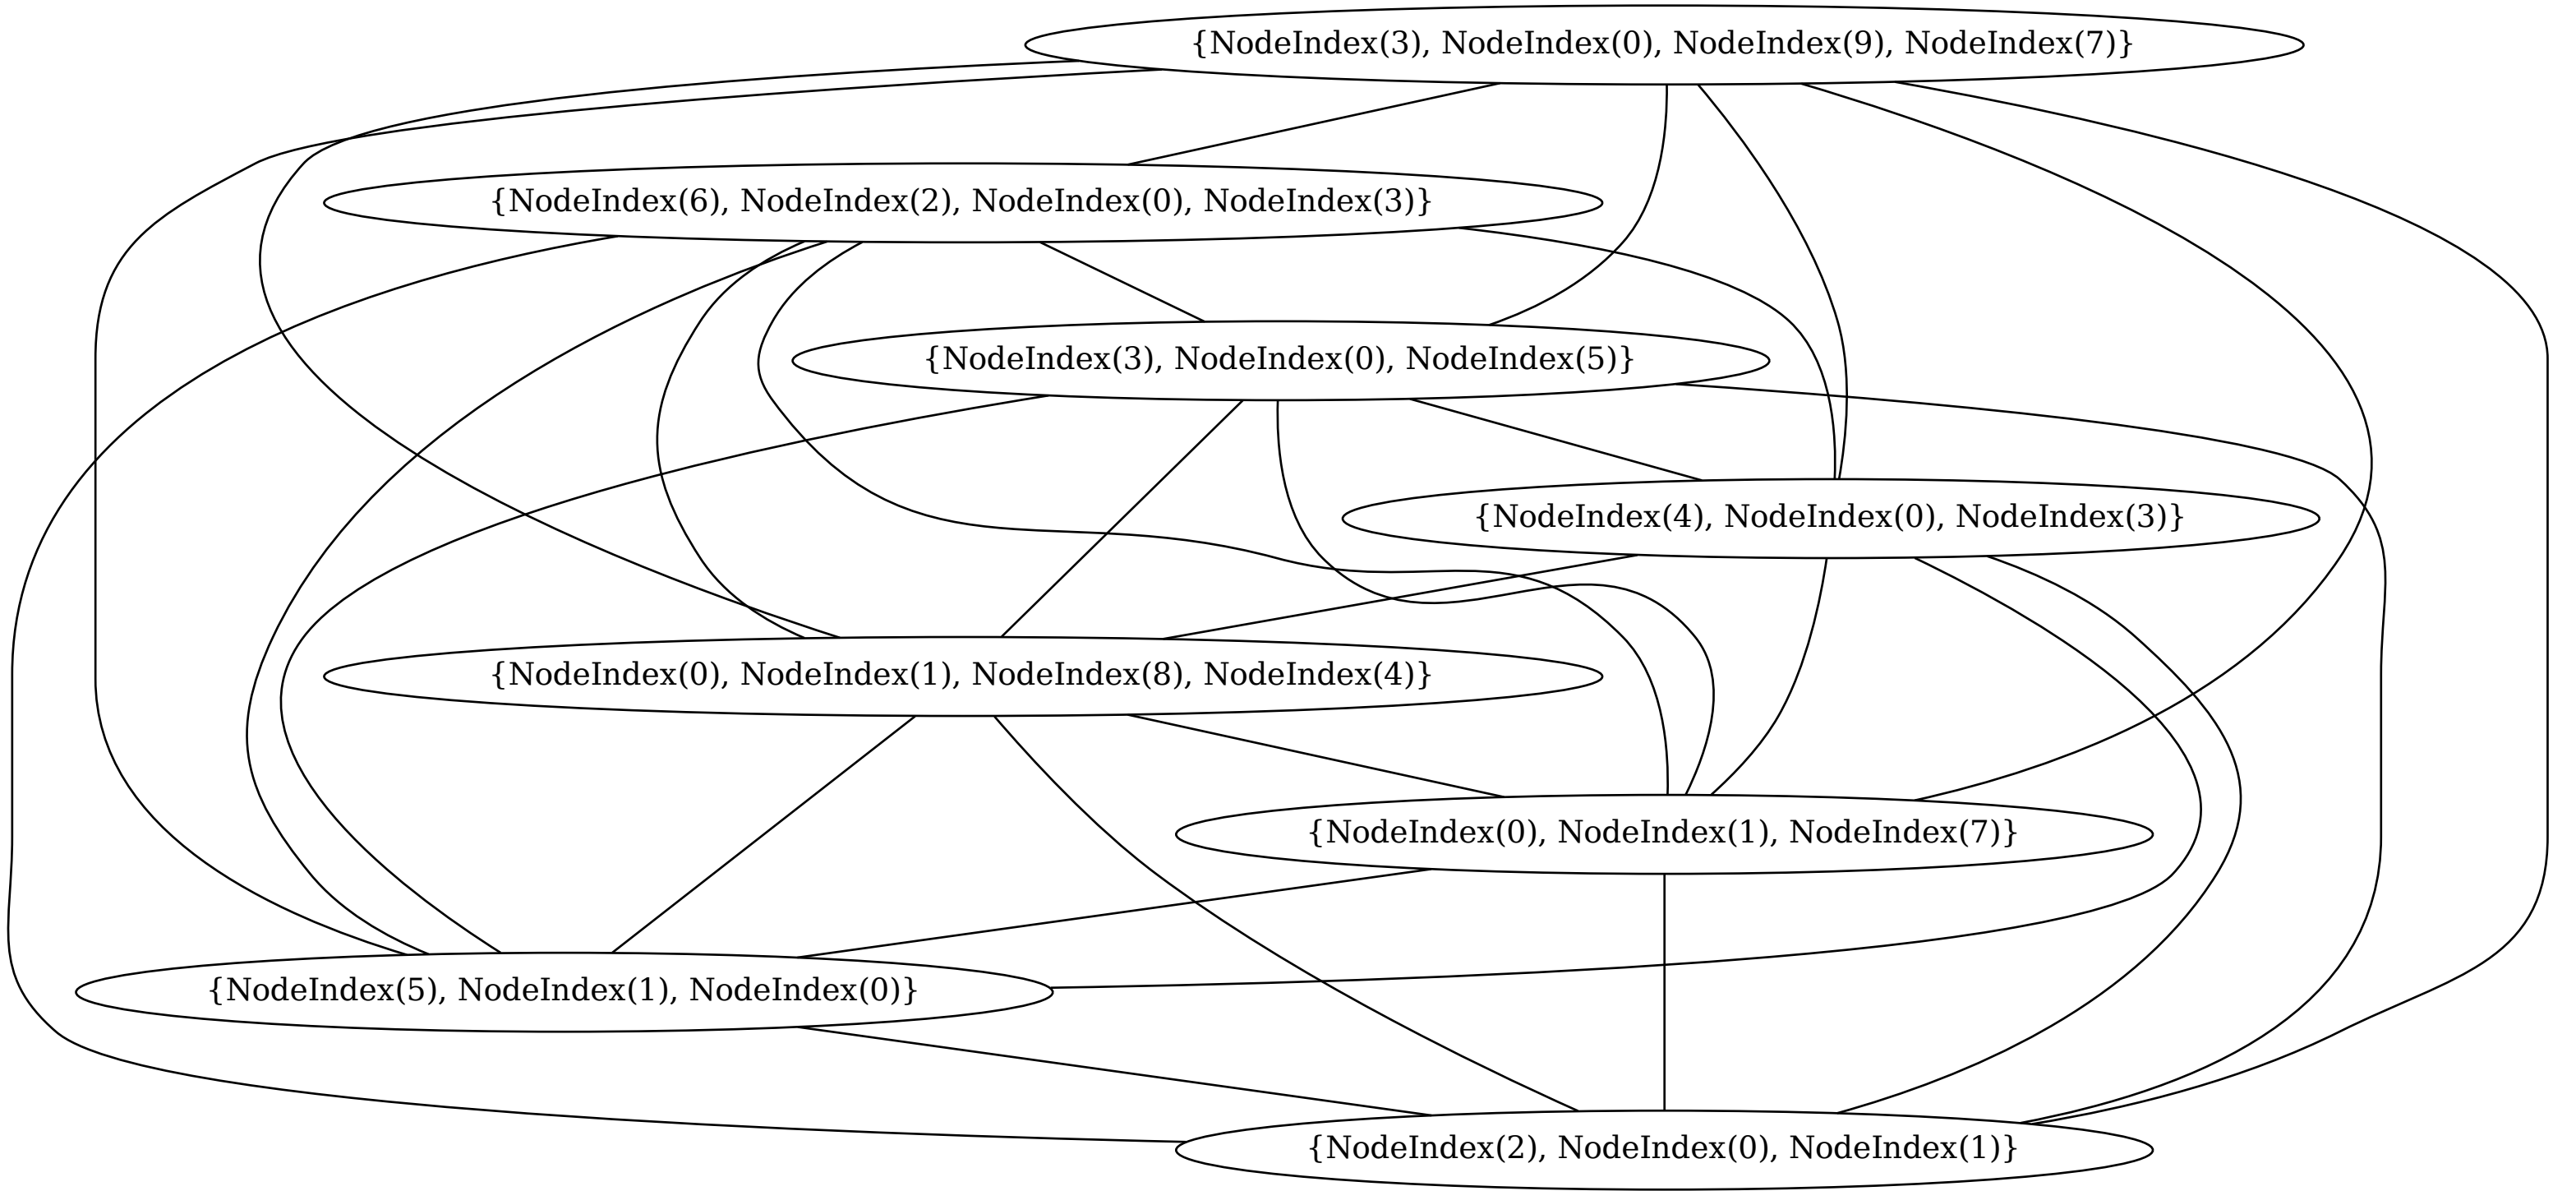 {NodeIndex(3), NodeIndex(0), NodeIndex(9), NodeIndex(7)}
{NodeIndex(6), NodeIndex(2), NodeIndex(0), NodeIndex(3)}
{NodeIndex(3), NodeIndex(0), NodeIndex(5)}
{NodeIndex(4), NodeIndex(0), NodeIndex(3)}
{NodeIndex(0), NodeIndex(1), NodeIndex(8), NodeIndex(4)}
{NodeIndex(0), NodeIndex(1), NodeIndex(7)}
{NodeIndex(5), NodeIndex(1), NodeIndex(0)}
{NodeIndex(2), NodeIndex(0), NodeIndex(1)}